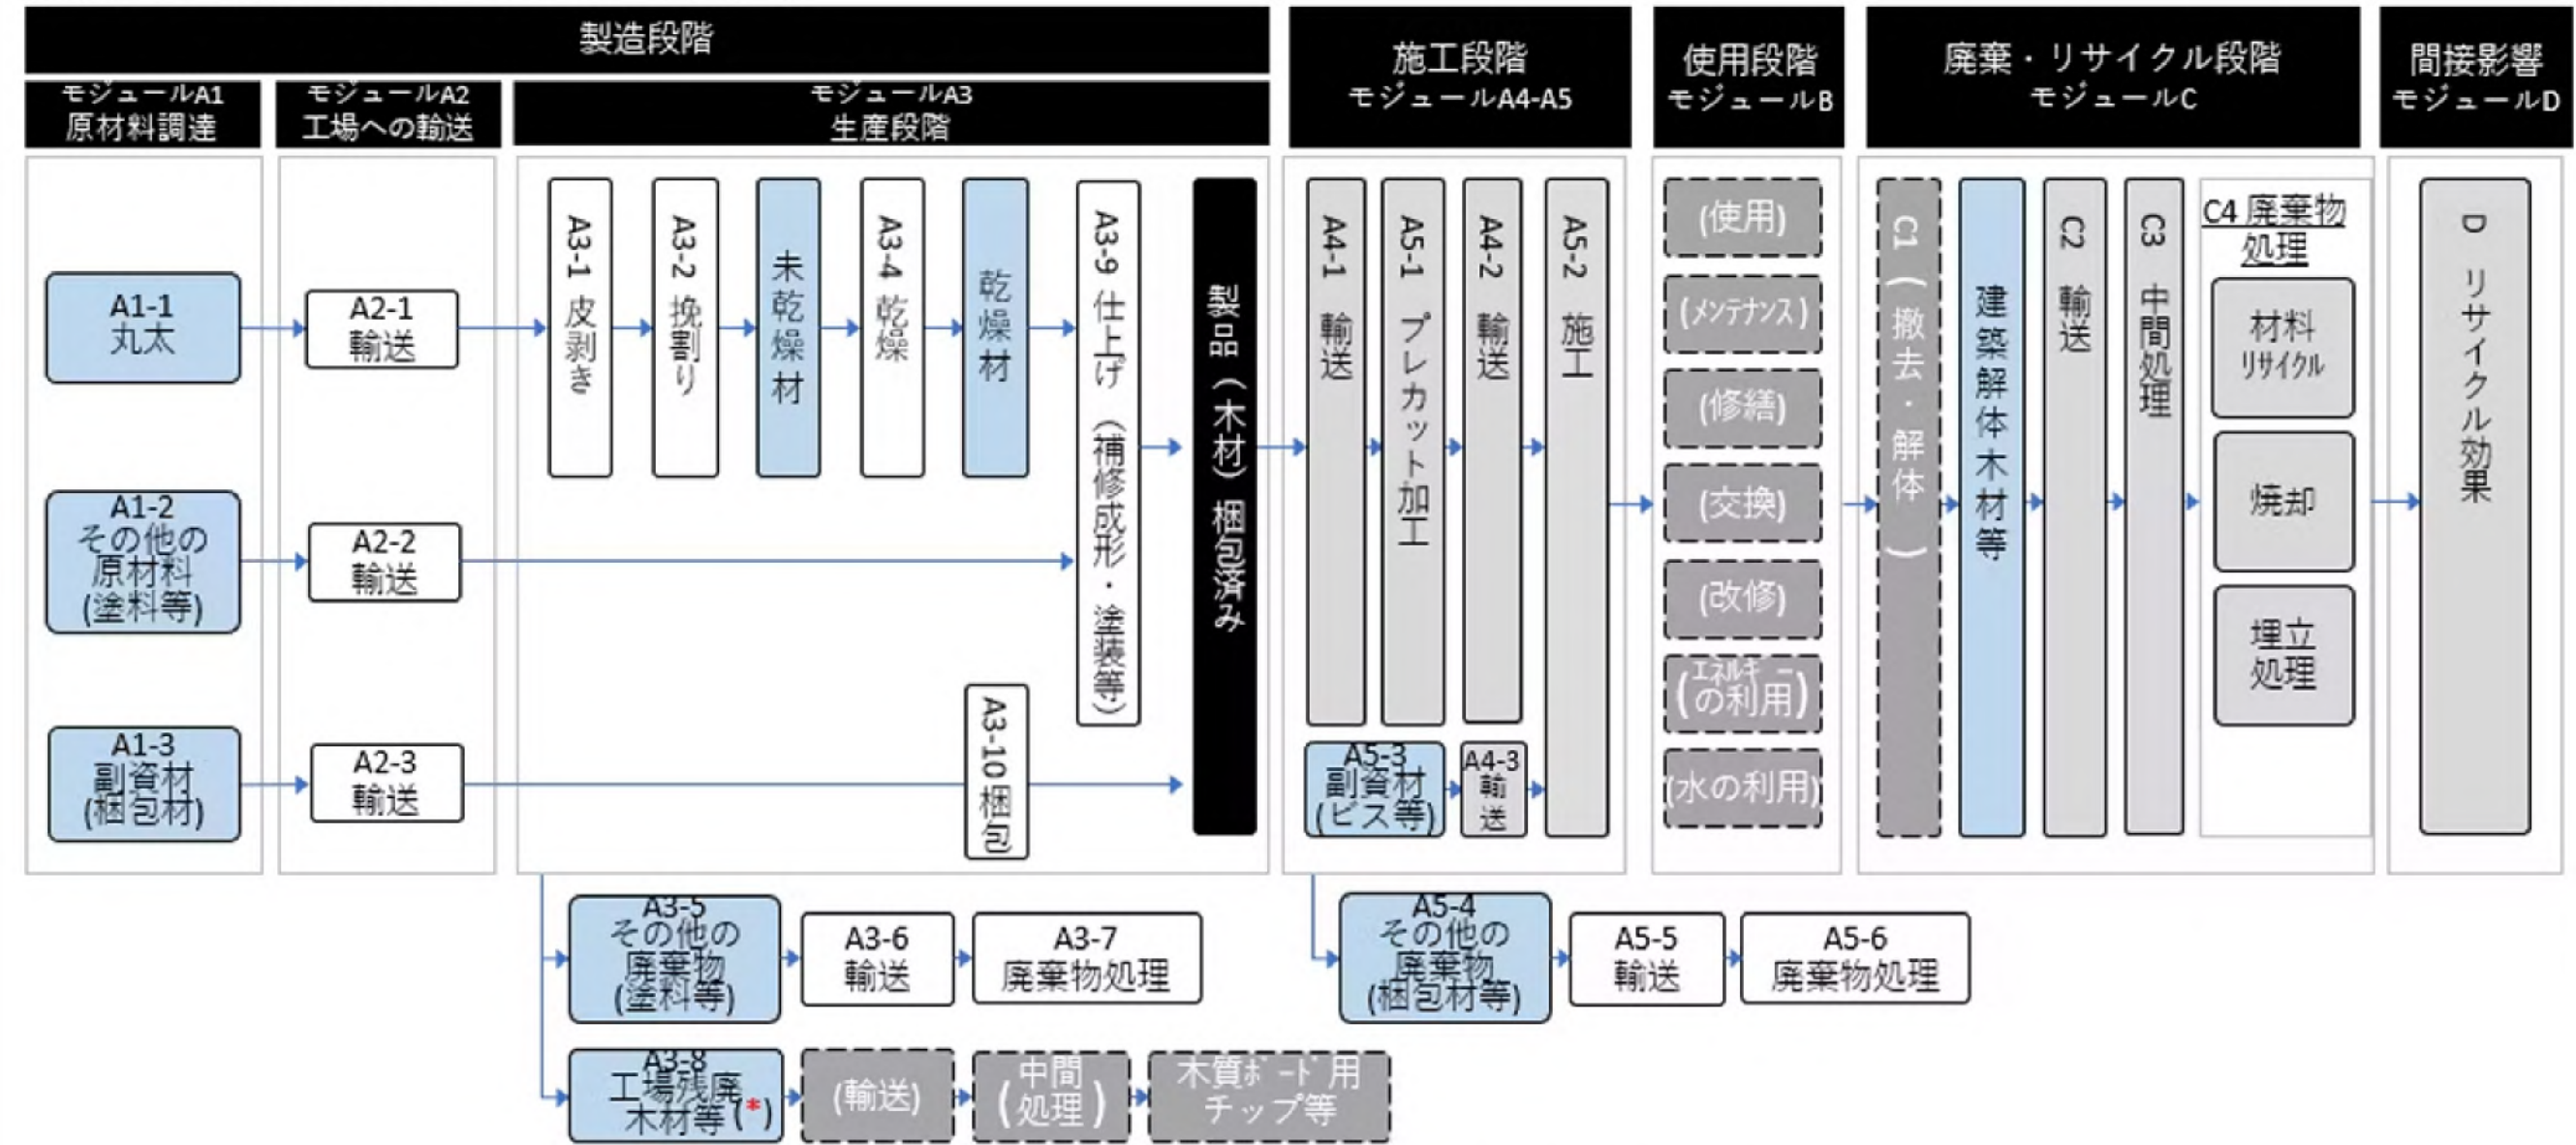 製造段階
モジュールA1
原材料調達
モジュールA2
工場への輸送
モジュールA3
生産段階
施工段階
モジュールA4-A5
使用段階
モジュールB
廃棄・リサイクル段階
モジュールC
間接影響
モジュールD
A1-1
丸太
A1-2
その他の
原材料
(塗料等)
A1-3
副資材
(梱包材)
A2-1
輸送
A2-2
輸送
A2-3
輸送
A3-1 皮剥き
A3-2 挽割り
未乾燥材
A3-4 乾燥
乾燥材
A3-9 仕上げ（補修成形・塗装等）
A3-10 梱包
製品（木材）梱包済み
A4-1 輸送
A5-1 プレカット加工
A4-2 輸送
A5-2 施工
A5-3
副資材
(ビス等)
A4-3
輸
送
(使用)
(メンテナンス)
(修繕)
(交換)
(改修)
(エネルギー
の利用)
(水の利用)
C1（撤去・解体）
建築解体木材等
C2 輸送
C3 中間処理
C4 廃棄物
処理
材料
リサイクル
焼却
埋立
処理
D リサイクル効果
A3-5
その他の
廃棄物
(塗料等)
A3-6
輸送
A3-7
廃棄物処理
A5-4
その他の
廃棄物
(梱包材等)
A5-5
輸送
A5-6
廃棄物処理
A3-8
工場残廃
木材等(*)
(輸送)
(中間
処理)
木質ボード用
チップ等